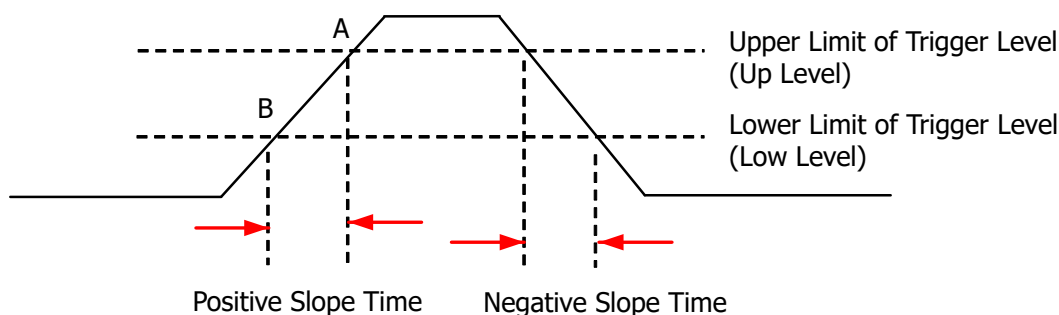 A
Upper Limit of Trigger Level
(Up Level)
B
Lower Limit of Trigger Level
(Low Level)
Positive Slope Time
Negative Slope Time